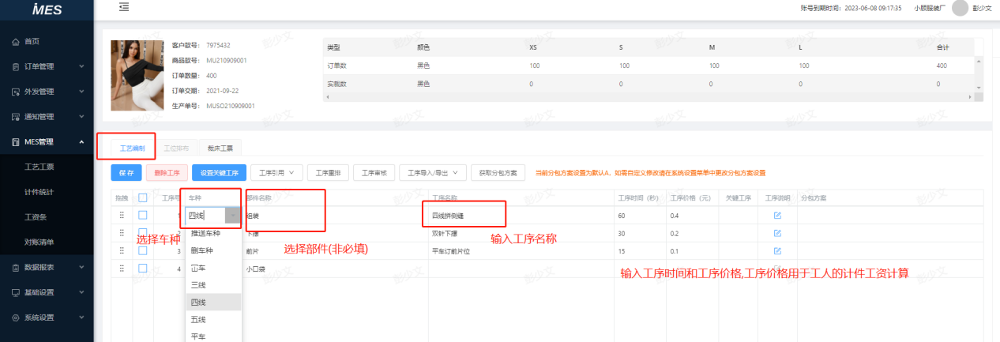 iMES
账号到期时间：2023-06-08 09:17:35 小颐服装厂 彭少文
首页
订单管理
外发管理
通知管理
MES管理
工艺工票
计件统计
工资条
对账清单
数据报表
基础设置
系统设置
客户款号：7975432
商品款号：MU210909001
订单数量：400
订单交期：2021-09-22
生产单号：MUSO210909001
类型 颜色 XS S M L 合计
订单数 黑色 100 100 100 100 400
实裁数 黑色 0 0 0 0 0
工艺编制 工位排布 裁床工票
保存 删除工序 设置关键工序 工序引用 工序重排 工序审核 工序导入/导出 获取分包方案 当前分包方案设置为默认A、如需自定义修改请在系统设置菜单中更改分包方案设置
拖拽 工序号 车种 部件名称 工序名称 工序时间（秒） 工序价格（元） 关键工序 工序说明 分包方案
1 四线 组装 四线拼侧缝 60 0.4
2 下摆 双针下摆 30 0.2
3 前片 平车订前片位 15 0.1
4 小口袋
推送车种
删车种
三线
四线
五线
平车
选择车种
选择部件(非必填)
输入工序名称
输入工序时间和工序价格,工序价格用于工人的计件工资计算
彭少文